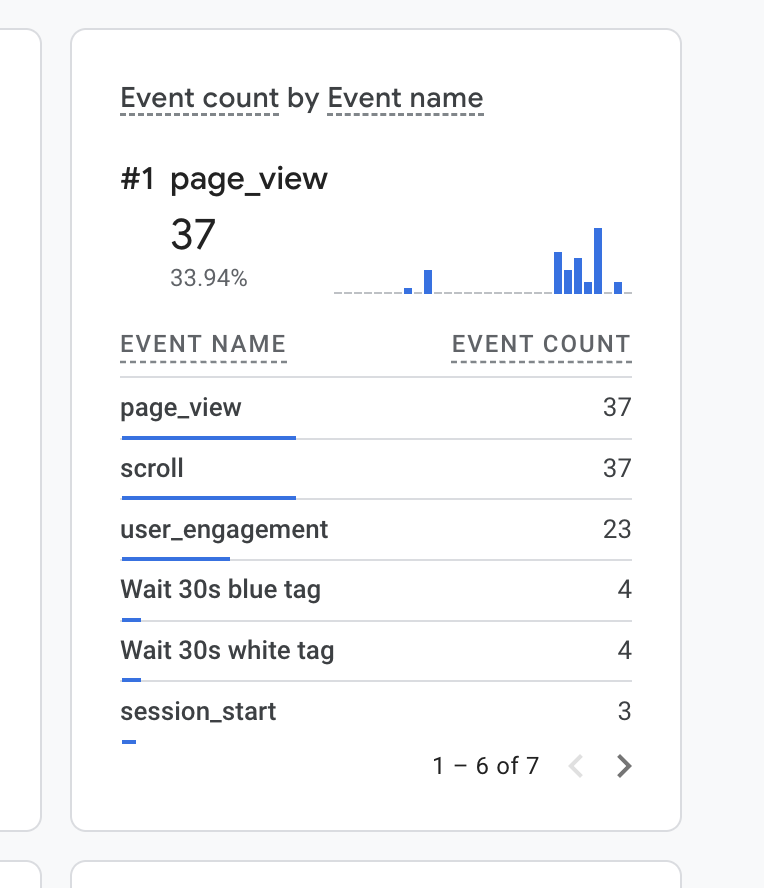 Event count by Event name
#1 page_view
37
33.94%
EVENT NAME EVENT COUNT
page_view 37
scroll 37
user_engagement 23
Wait 30s blue tag 4
Wait 30s white tag 4
session_start 3
1 – 6 of 7